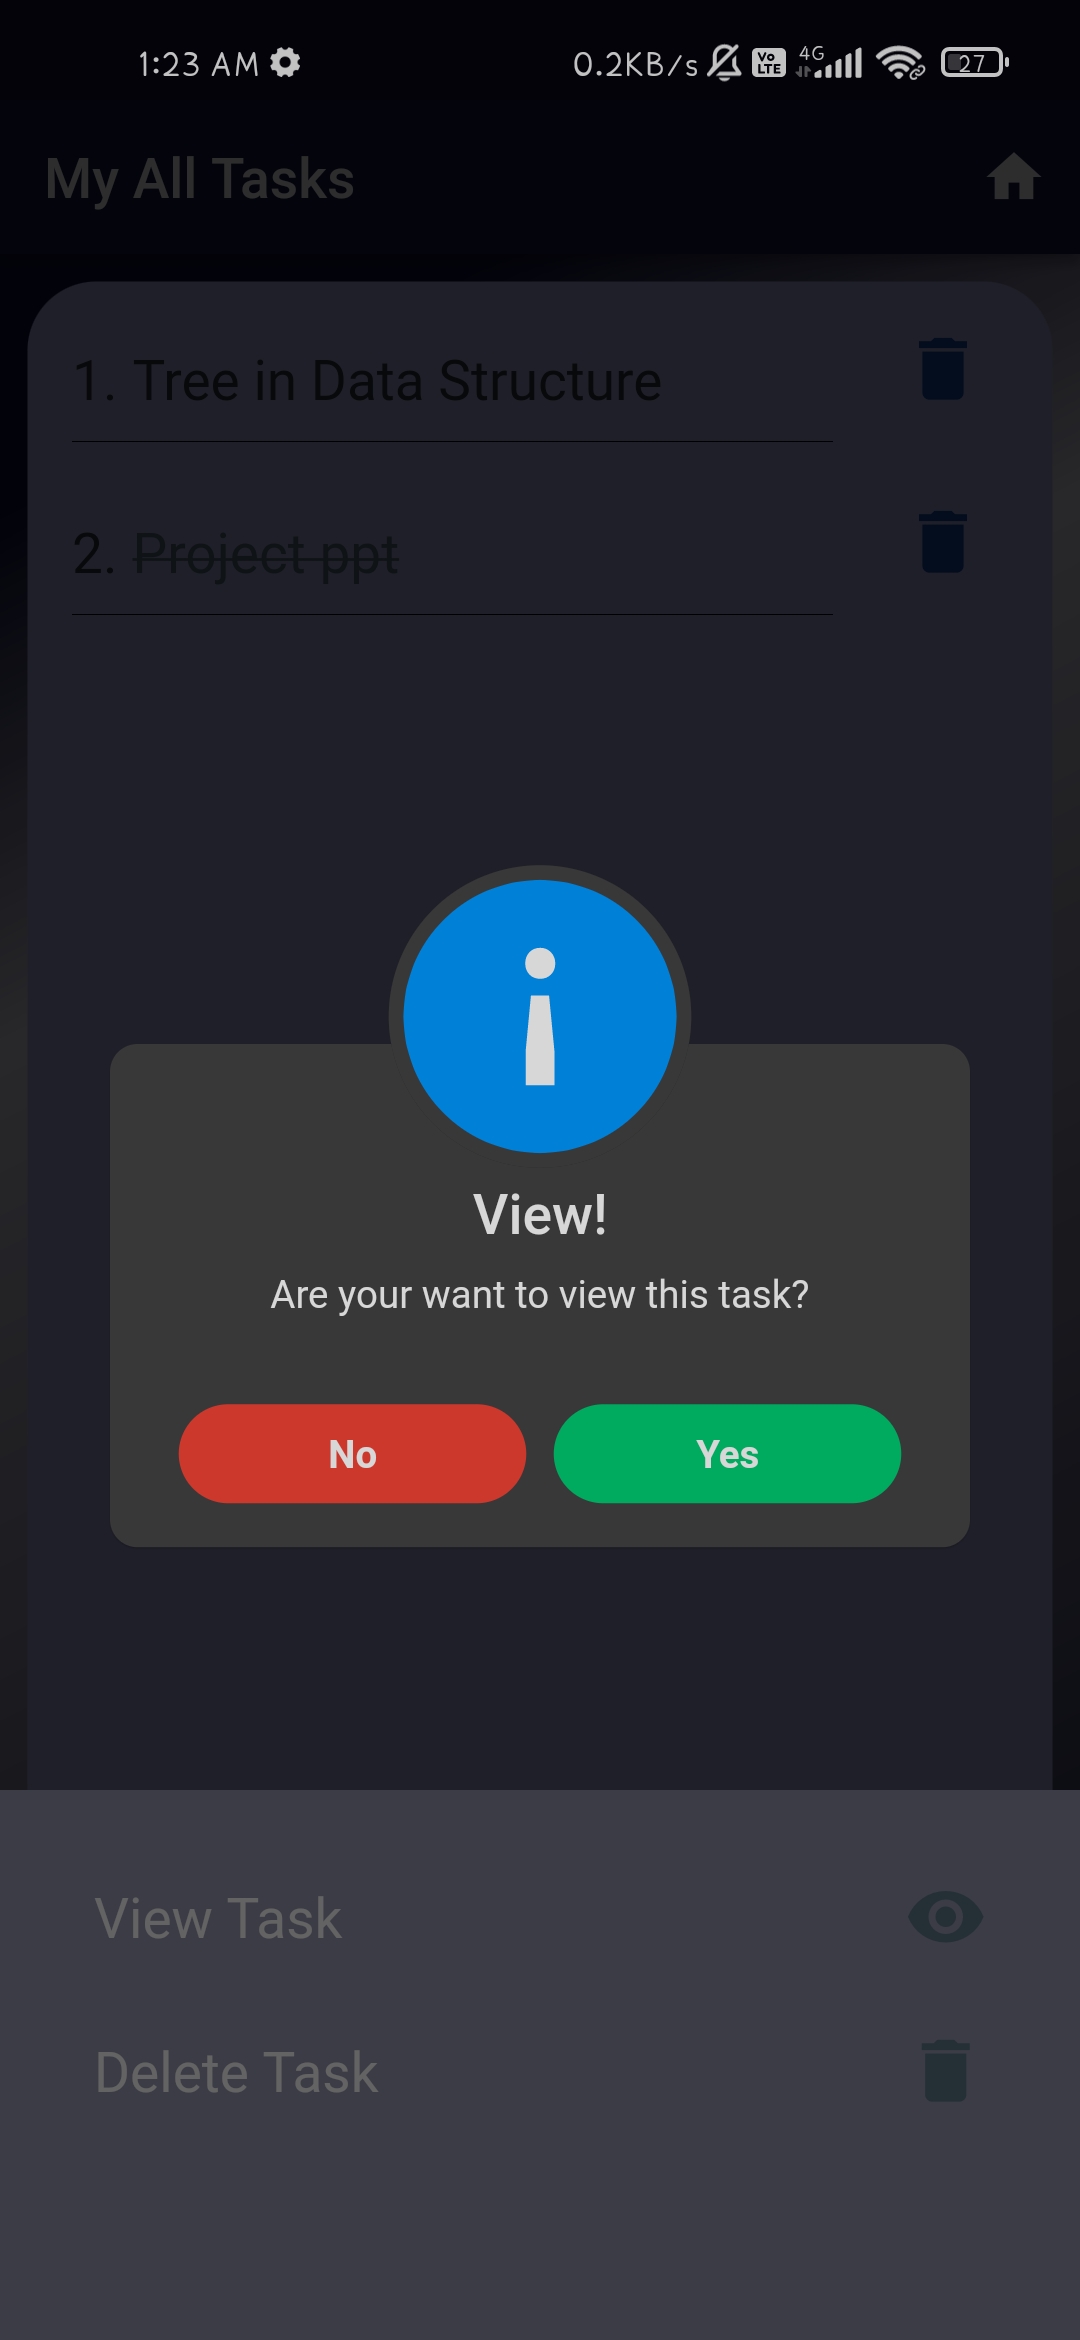 1:23 AM 0.2KB/s Vo LTE 4G 27
My All Tasks
1. Tree in Data Structure
2. Project ppt
View!
Are your want to view this task?
No Yes
View Task
Delete Task